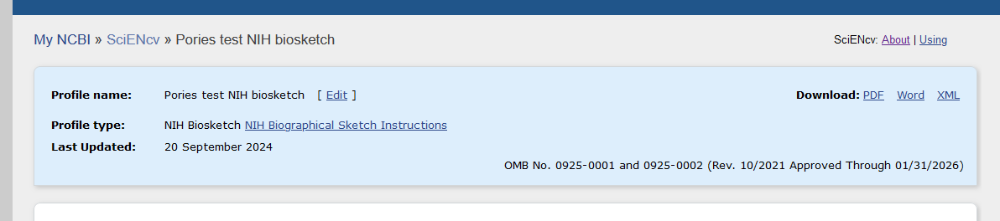 My NCBI » SciENcv » Pories test NIH biosketch
SciENcv: About | Using
Profile name: Pories test NIH biosketch [ Edit ]
Download: PDF Word XML
Profile type: NIH Biosketch NIH Biographical Sketch Instructions
Last Updated: 20 September 2024
OMB No. 0925-0001 and 0925-0002 (Rev. 10/2021 Approved Through 01/31/2026)